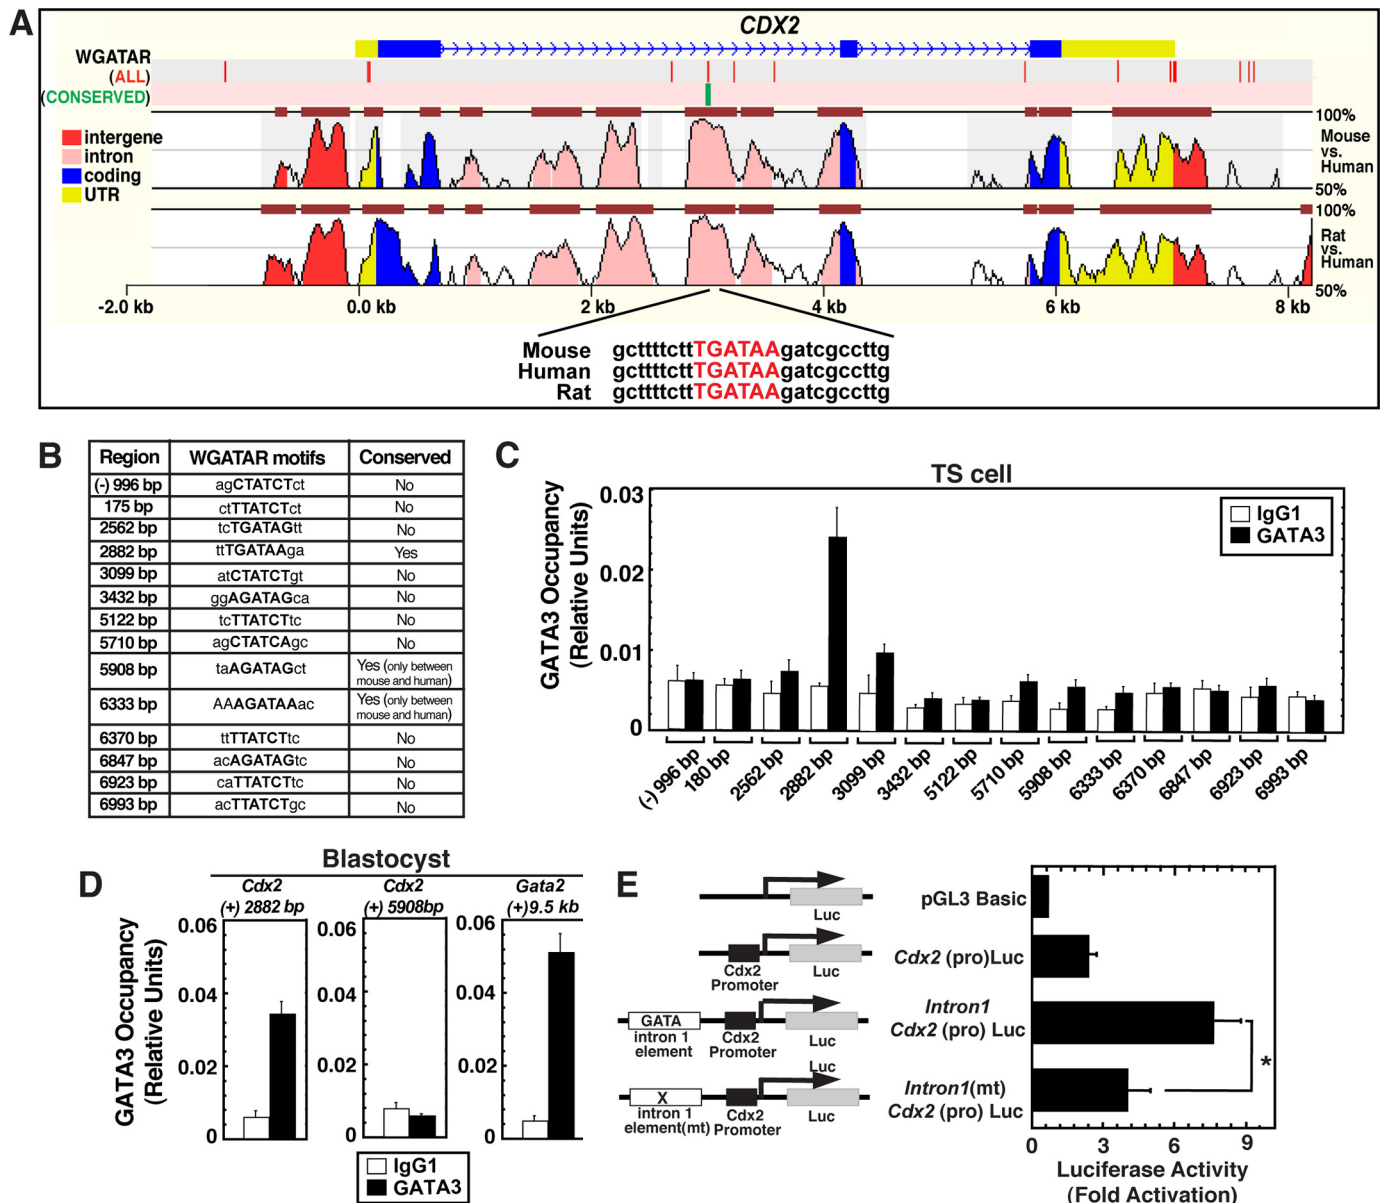 A
CDX2
WGATAR
(ALL)
(CONSERVED)
intergene
intron
coding
UTR
100%
Mouse
vs.
Human
50%
100%
Rat
vs.
Human
50%
-2.0 kb 0.0 kb 2 kb 4 kb 6 kb 8 kb
Mouse gcttttcttTGATAAgatcgccttg
Human gcttttcttTGATAAgatcgccttg
Rat gcttttcttTGATAAgatcgccttg
B
Region WGATAR motifs Conserved
(-) 996 bp agCTATCTct No
175 bp ctTTATCTct No
2562 bp tcTGATAGtt No
2882 bp ttTGATAAga Yes
3099 bp atCTATCTgt No
3432 bp ggAGATAGca No
5122 bp tcTTATCTtc No
5710 bp agCTATCAgc No
5908 bp taAGATAGct Yes (only between
mouse and human)
6333 bp AAAGATAAac Yes (only between
mouse and human)
6370 bp ttTTATCTtc No
6847 bp acAGATAGtc No
6923 bp caTTATCTtc No
6993 bp acTTATCTgc No
C
TS cell
GATA3 Occupancy
(Relative Units)
0.03
0.02
0.01
0
IgG1
GATA3
(-) 996 bp 180 bp 2562 bp 2882 bp 3099 bp 3432 bp 5122 bp 5710 bp 5908 bp 6333 bp 6370 bp 6847 bp 6923 bp 6993 bp
D
Blastocyst
Cdx2
(+) 2882 bp
Cdx2
(+) 5908bp
Gata2
(+)9.5 kb
GATA3 Occupancy
(Relative Units)
0.06 0.06 0.06
0.04 0.04 0.04
0.02 0.02 0.02
0 0 0
IgG1
GATA3
E
Luc
pGL3 Basic
Cdx2
Promoter
Luc
Cdx2 (pro)Luc
GATA
intron 1
element
Cdx2
Promoter
Luc
Intron1
Cdx2 (pro) Luc
Luc
X
intron 1
element(mt)
Cdx2
Promoter
Luc
Intron1(mt)
Cdx2 (pro) Luc
*
0 3 6 9
Luciferase Activity
(Fold Activation)